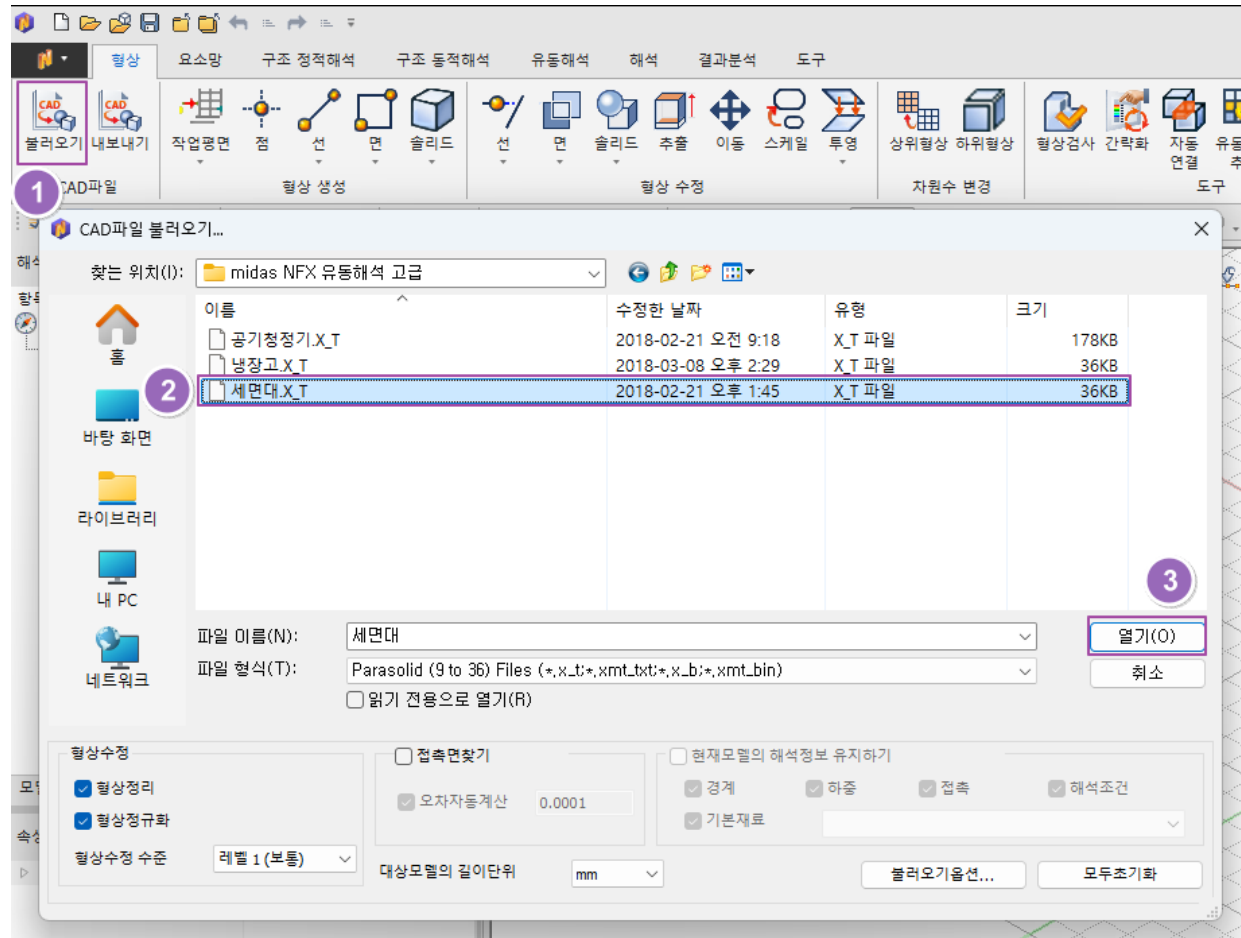 형상 요소망 구조 정적해석 구조 동적해석 유동해석 해석 결과분석 도구
CAD CAD
불러오기 내보내기 작업평면 점 선 면 솔리드 선 면 솔리드 추출 이동 스케일 투영 상위형상 하위형상 형상검사 간략화 자동 연결
1
CAD파일 형상 생성 형상 수정 차원수 변경 도구
CAD파일 불러오기...
찾는 위치(I): midas NFX 유동해석 고급
이름 수정한 날짜 유형 크기
공기청정기.X_T 2018-02-21 오전 9:18 X_T 파일 178KB
냉장고.X_T 2018-03-08 오후 2:29 X_T 파일 36KB
2
세면대.X_T 2018-02-21 오후 1:45 X_T 파일 36KB
홈
바탕 화면
라이브러리
내 PC
네트워크
3
파일 이름(N): 세면대 열기(O)
파일 형식(T): Parasolid (9 to 36) Files (*,x_t;*,xmt_txt;*,x_b;*,xmt_bin) 취소
읽기 전용으로 열기(R)
형상수정 접촉면찾기 현재모델의 해석정보 유지하기
형상정리 오차자동계산 0.0001 경계 하중 접촉 해석조건
형상정규화 기본재료
형상수정 수준 레벨 1 (보통) 대상모델의 길이단위 mm 불러오기옵션... 모두초기화